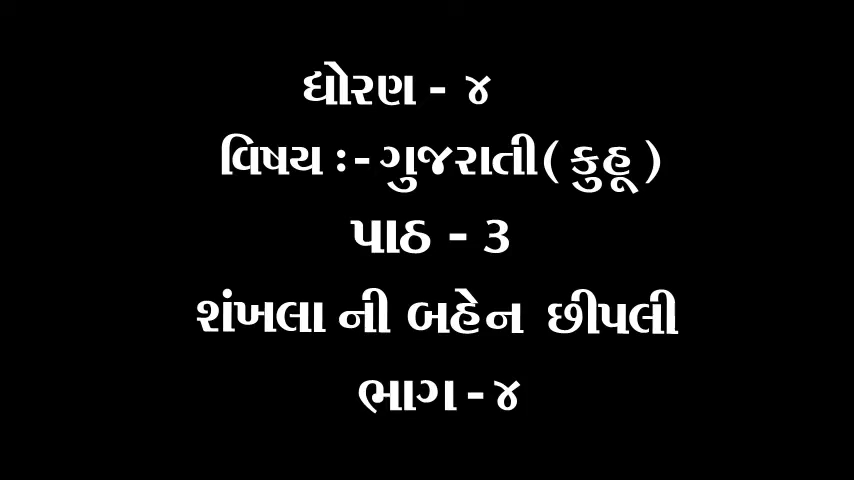 ધોરણ - ૪
વિષય :- ગુજરાતી ( કુહૂ )
પાઠ - 3
શંખલા ની બહેન છીપલી
ભાગ - ૪